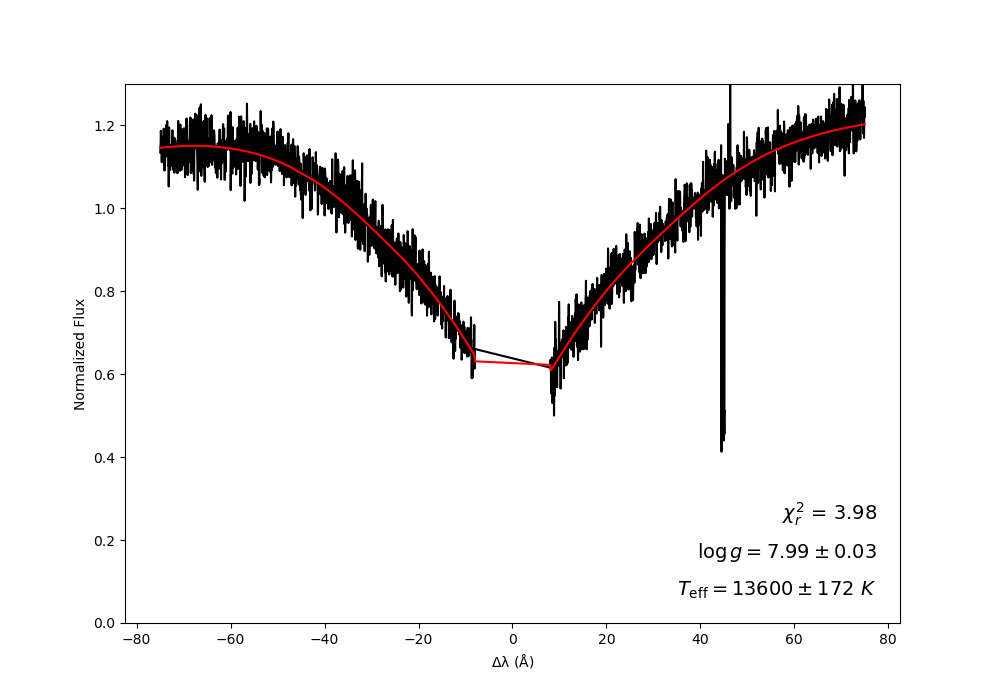 1.2
1.0
0.8
0.6
0.4
0.2
0.0
Normalized Flux
χ²ᵣ = 3.98
log g = 7.99 ± 0.03
T_eff = 13600 ± 172 K
−80 −60 −40 −20 0 20 40 60 80
Δλ (Å)